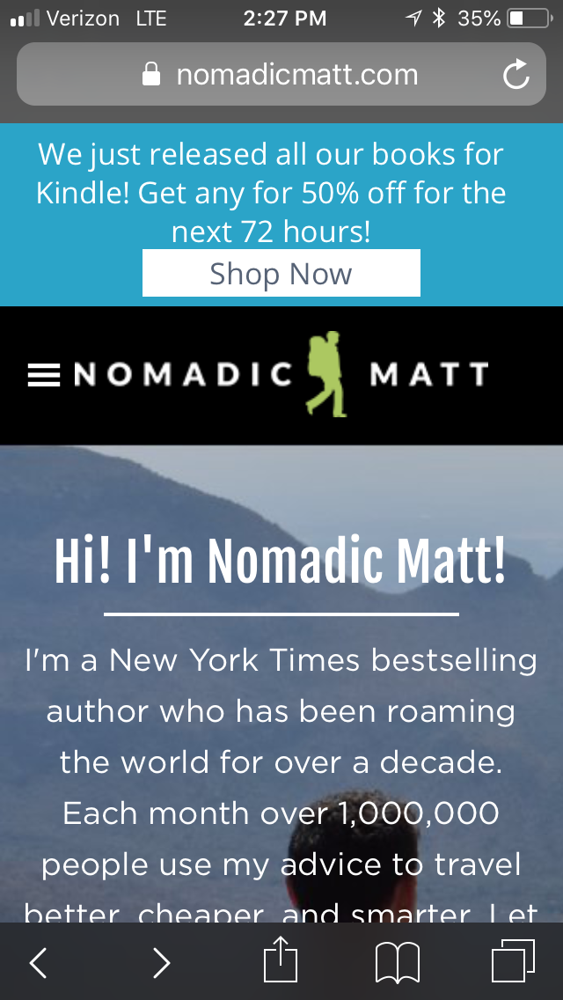 Verizon LTE 2:27 PM 35%
nomadicmatt.com
We just released all our books for
Kindle! Get any for 50% off for the
next 72 hours!
Shop Now
NOMADIC MATT
Hi! I'm Nomadic Matt!
I'm a New York Times bestselling
author who has been roaming
the world for over a decade.
Each month over 1,000,000
people use my advice to travel
better, cheaper, and smarter. Let